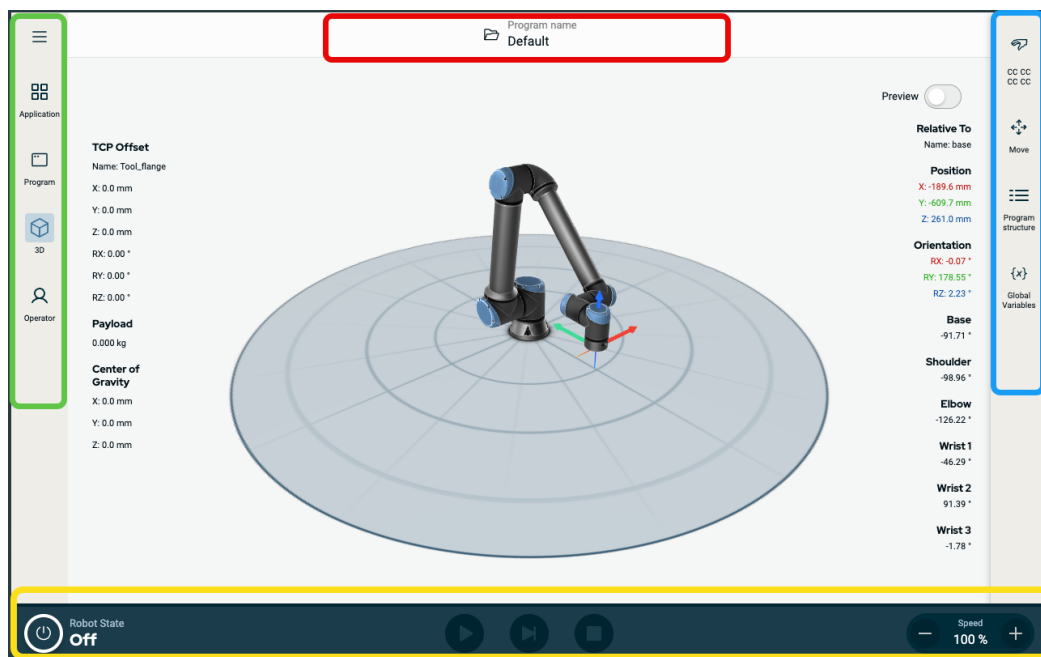 Program name
Default
Application
Program
3D
Operator
TCP Offset
Name: Tool_flange
X: 0.0 mm
Y: 0.0 mm
Z: 0.0 mm
RX: 0.00 °
RY: 0.00 °
RZ: 0.00 °
Payload
0.000 kg
Center of
Gravity
X: 0.0 mm
Y: 0.0 mm
Z: 0.0 mm
Preview
Relative To
Name: base
Position
X: -189.6 mm
Y: -609.7 mm
Z: 261.0 mm
Orientation
RX: -0.07 °
RY: 178.55 °
RZ: 2.23 °
Base
-91.71 °
Shoulder
-98.96 °
Elbow
-126.22 °
Wrist 1
-46.29 °
Wrist 2
91.39 °
Wrist 3
-1.78 °
CC CC
CC CC
Move
Program
structure
{x}
Global
Variables
Robot State
Off
Speed
100 %